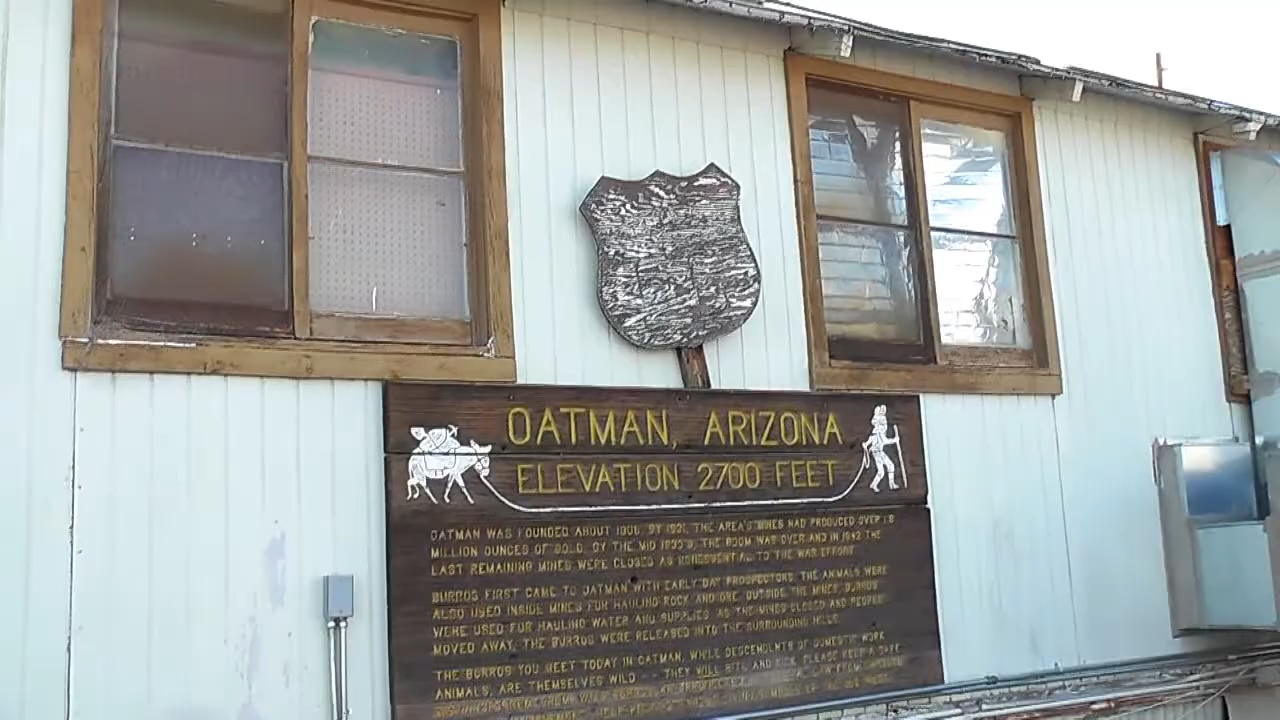 OATMAN, ARIZONA
ELEVATION 2700 FEET
OATMAN WAS FOUNDED ABOUT 1906. BY 1931, THE AREA'S MINES HAD PRODUCED OVER 1.8
MILLION OUNCES OF GOLD. BY THE MID 1930'S, THE BOOM WAS OVER AND IN 1942 THE
LAST REMAINING MINES WERE CLOSED AS NONESSENTIAL TO THE WAR EFFORT.
BURROS FIRST CAME TO OATMAN WITH EARLY DAY PROSPECTORS. THE ANIMALS WERE
ALSO USED INSIDE MINES FOR HAULING ROCK AND ORE. OUTSIDE THE MINES, BURROS
WERE USED FOR HAULING WATER AND SUPPLIES. AS THE MINES CLOSED AND PEOPLE
MOVED AWAY, THE BURROS WERE RELEASED INTO THE SURROUNDING HILLS.
THE BURROS YOU MEET TODAY IN OATMAN, WHILE DESCENDENTS OF DOMESTIC WORK
ANIMALS, ARE THEMSELVES WILD -- THEY WILL BITE AND KICK. PLEASE KEEP A SAFE